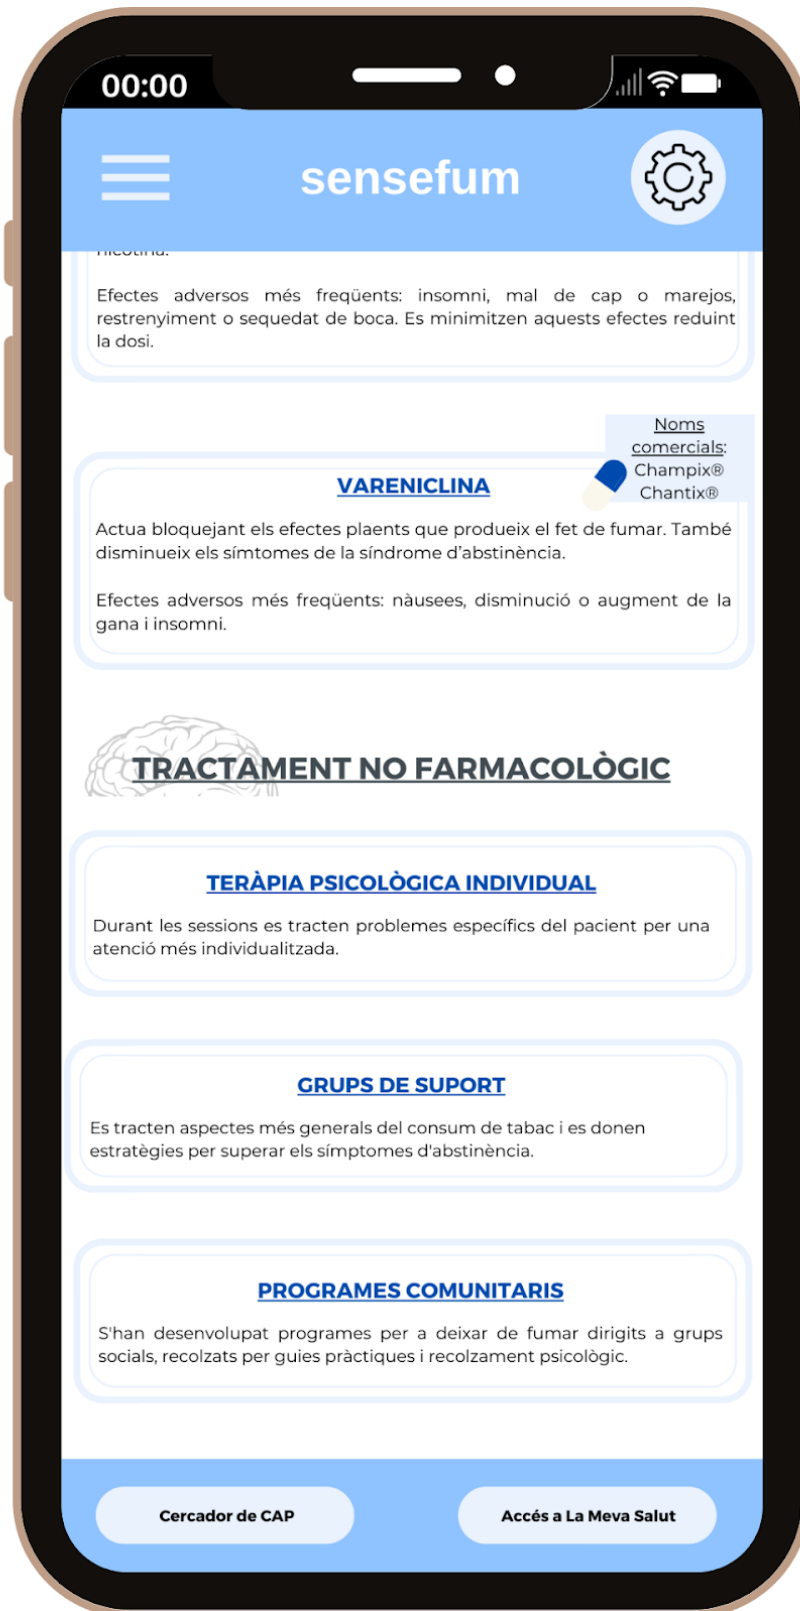 00:00
sensefum
nicotina.
Efectes adversos més freqüents: insomni, mal de cap o marejos,
restrenyiment o sequedat de boca. Es minimitzen aquests efectes reduint
la dosi.
Noms
comercials:
Champix®
Chantix®
VARENICLINA
Actua bloquejant els efectes plaents que produeix el fet de fumar. També
disminueix els símtomes de la síndrome d’abstinència.
Efectes adversos més freqüents: nàusees, disminució o augment de la
gana i insomni.
TRACTAMENT NO FARMACOLÒGIC
TERÀPIA PSICOLÒGICA INDIVIDUAL
Durant les sessions es tracten problemes específics del pacient per una
atenció més individualitzada.
GRUPS DE SUPORT
Es tracten aspectes més generals del consum de tabac i es donen
estratègies per superar els símptomes d'abstinència.
PROGRAMES COMUNITARIS
S'han desenvolupat programes per a deixar de fumar dirigits a grups
socials, recolzats per guies pràctiques i recolzament psicològic.
Cercador de CAP
Accés a La Meva Salut